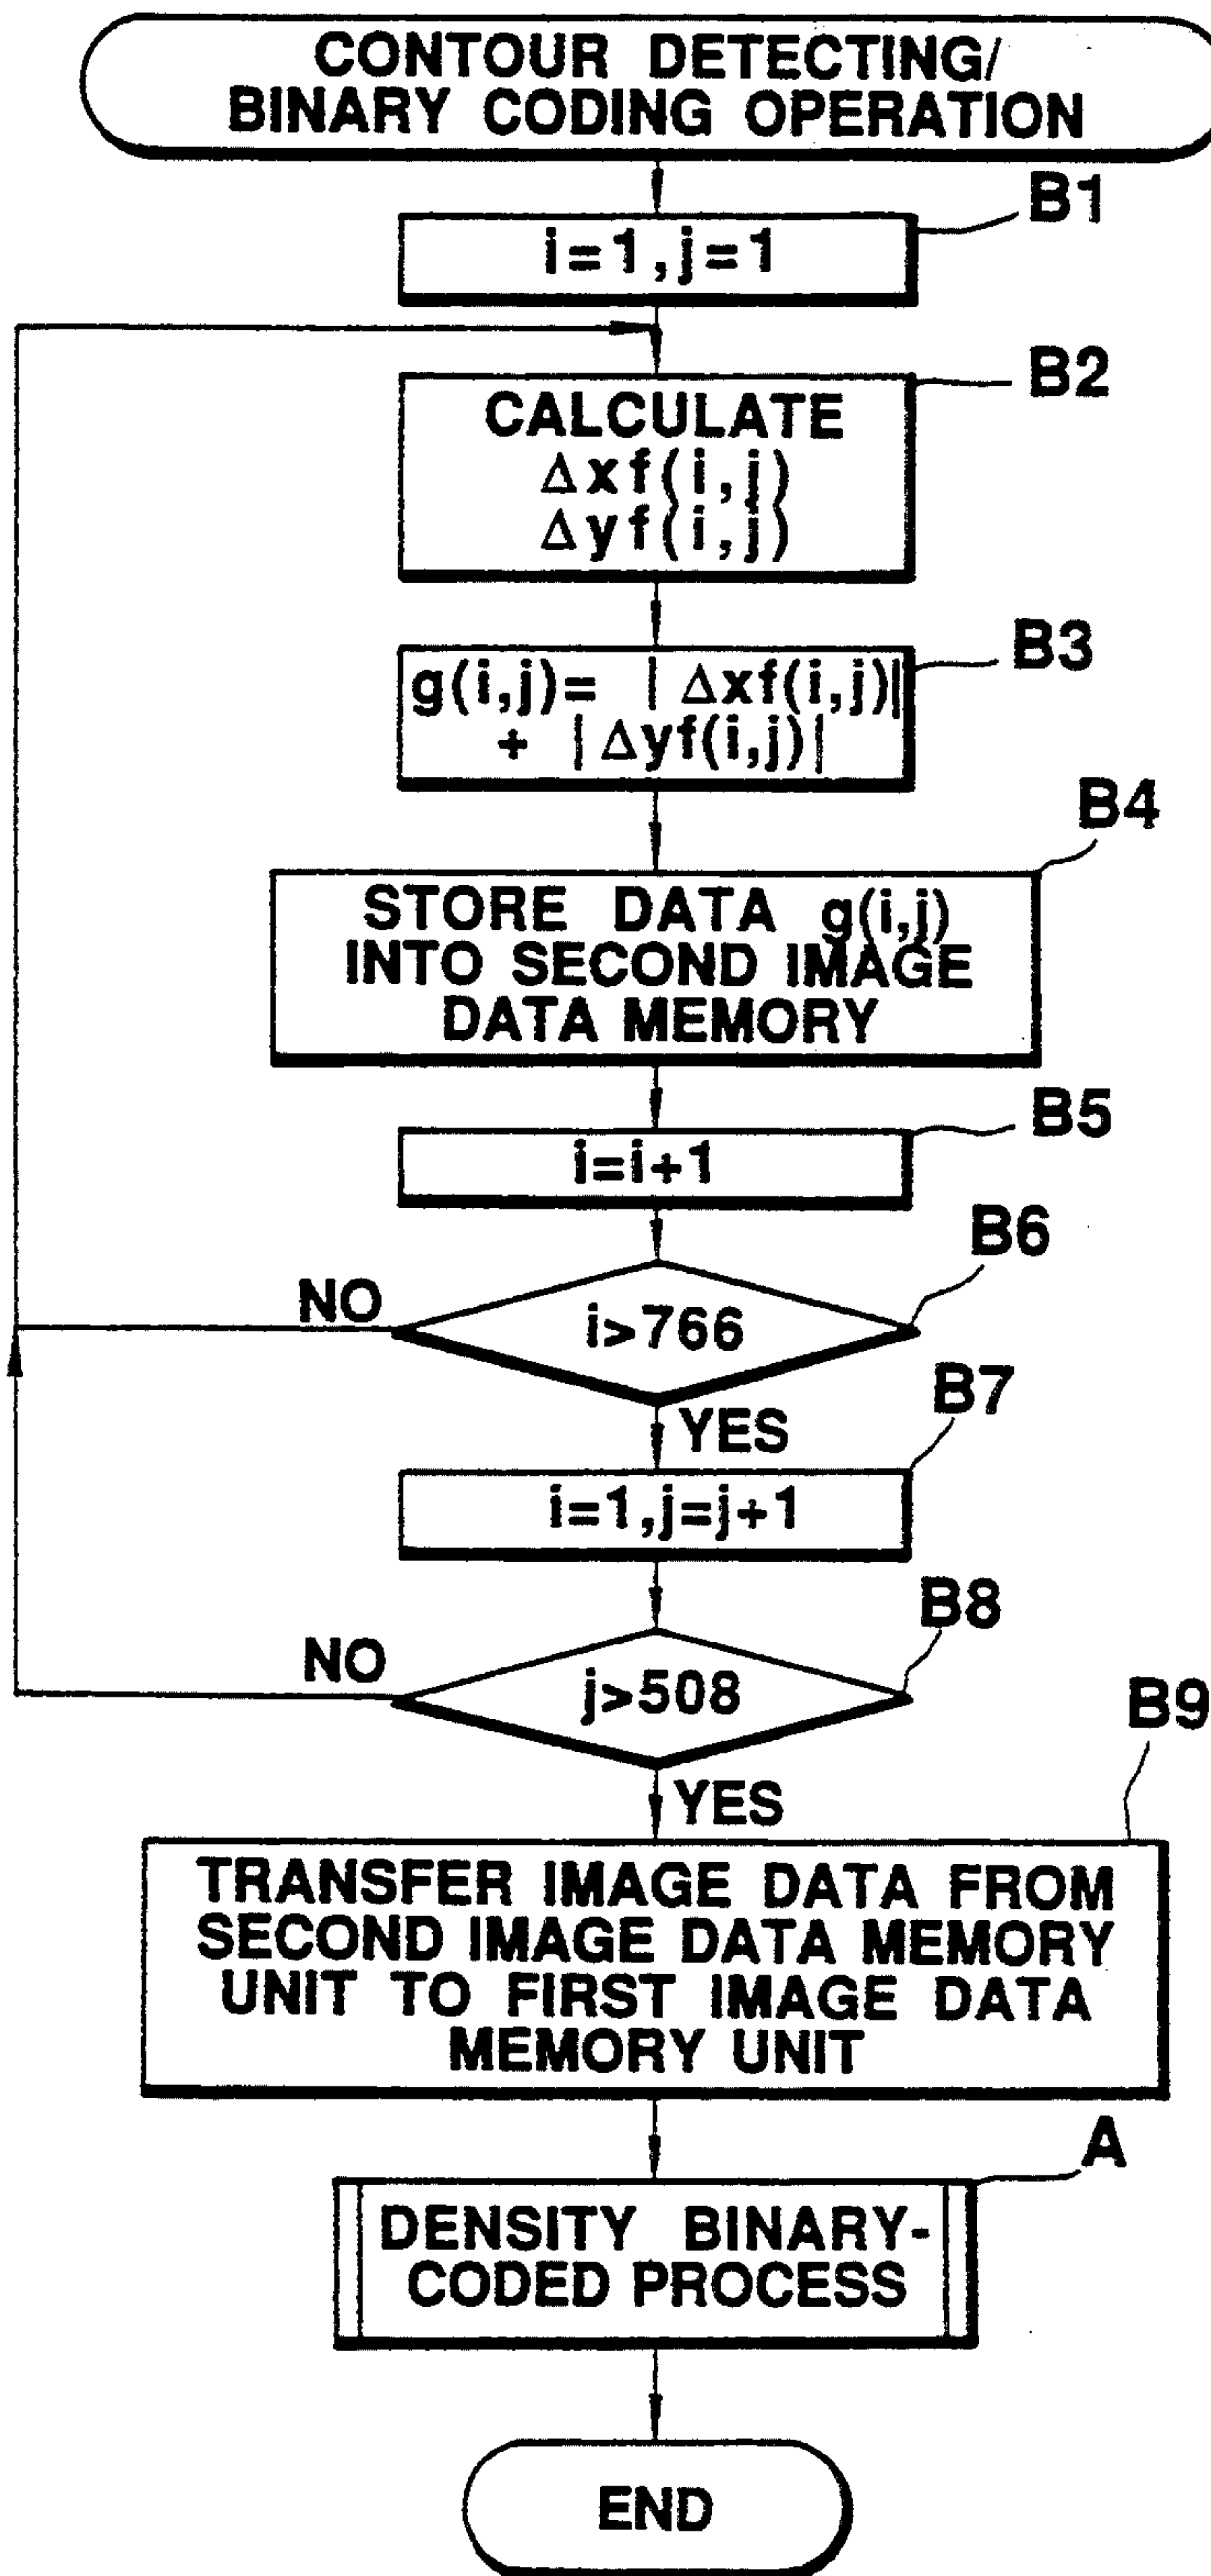 CONTOUR DETECTING/
BINARY CODING OPERATION
B1
i=1,j=1
B2
CALCULATE
Δxf(i,j)
Δyf(i,j)
B3
g(i,j)= |Δxf(i,j)|
+ |Δyf(i,j)|
B4
STORE DATA g(i,j)
INTO SECOND IMAGE
DATA MEMORY
B5
i=i+1
B6
NO
i>766
YES
B7
i=1,j=j+1
B8
NO
j>508
YES
B9
TRANSFER IMAGE DATA FROM
SECOND IMAGE DATA MEMORY
UNIT TO FIRST IMAGE DATA
MEMORY UNIT
A
DENSITY BINARY-
CODED PROCESS
END